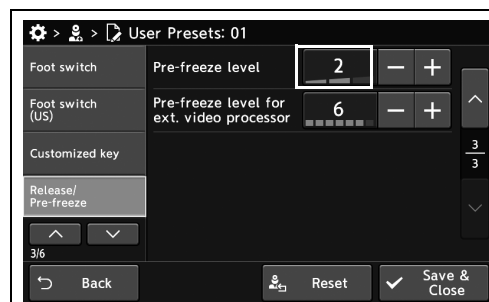 > > User Presets: 01
Foot switch
Pre-freeze level
2
− +
Foot switch
(US)
Pre-freeze level for
ext. video processor
6
− +
Customized key
3
3
Release/
Pre-freeze
3/6
Back
Reset
Save &
Close